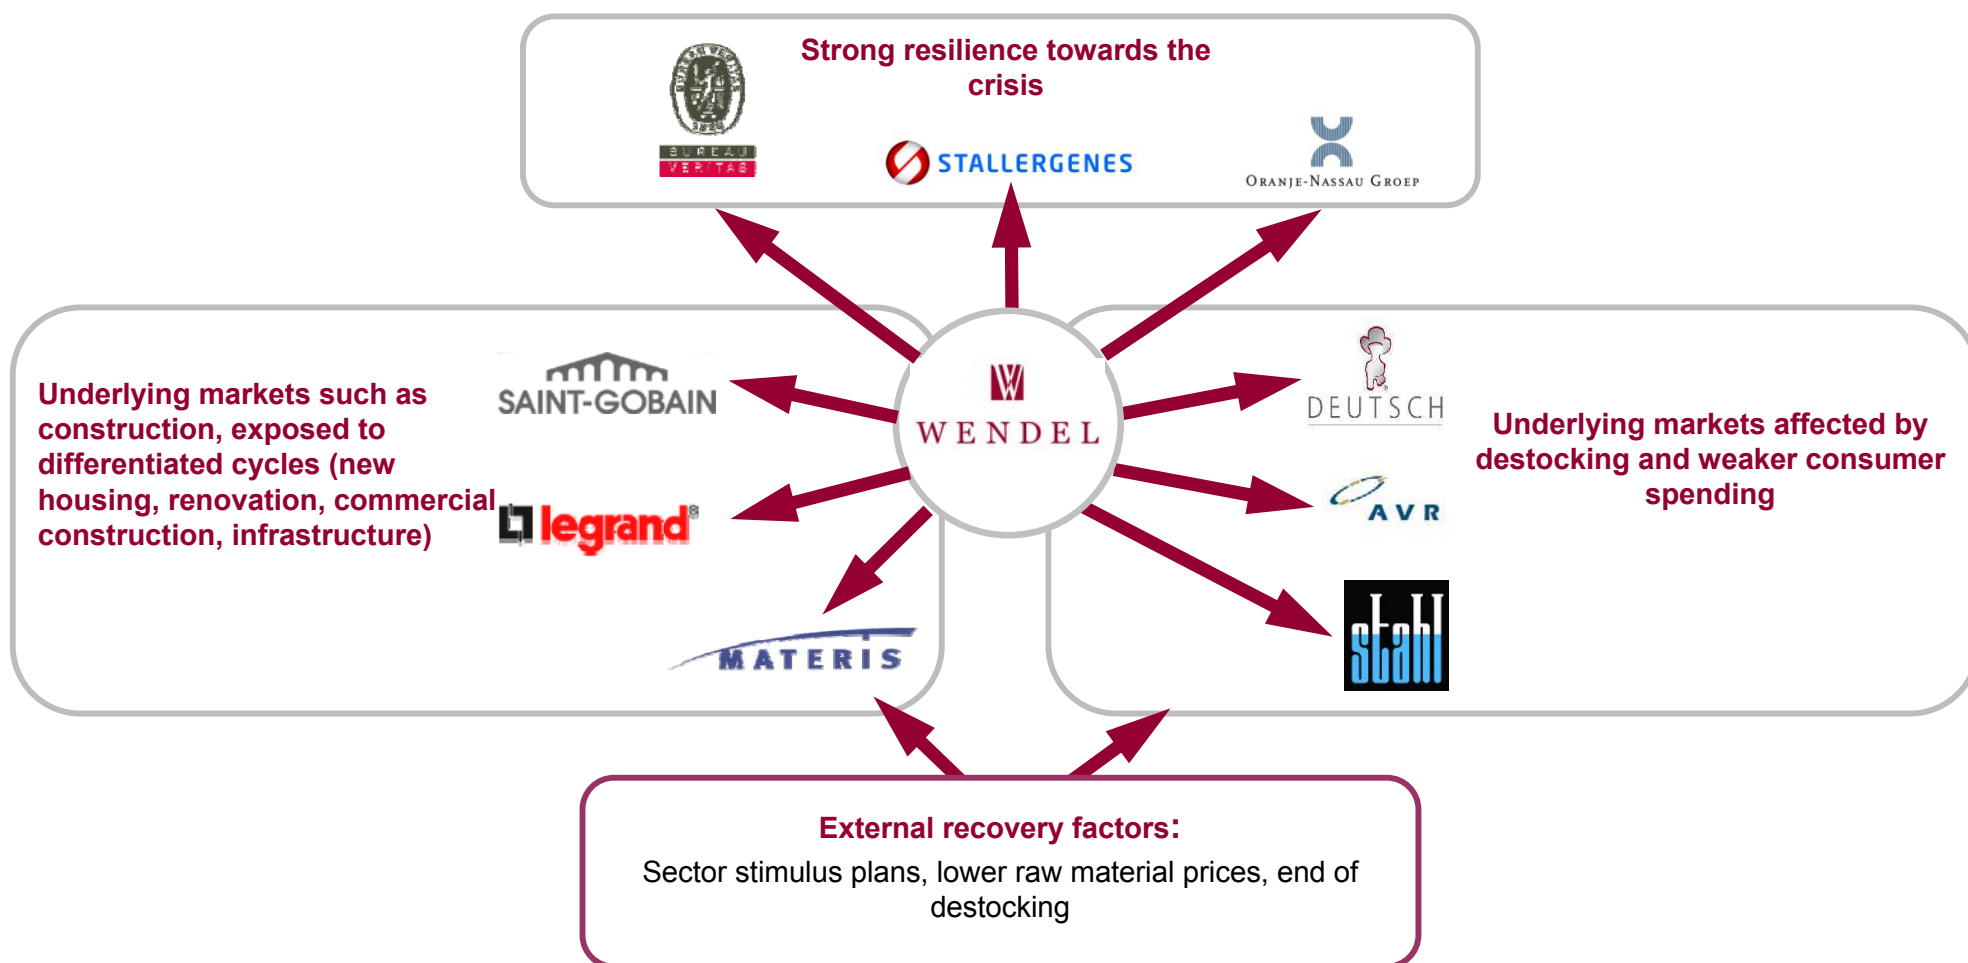 Strong resilience towards the
crisis
1828
BUREAU
VERITAS
STALLERGENES
ORANJE-NASSAU GROEP
Underlying markets such as
construction, exposed to
differentiated cycles (new
housing, renovation, commercial
construction, infrastructure)
SAINT-GOBAIN
legrand®
MATERIS
WENDEL
DEUTSCH
AVR
stahl
Underlying markets affected by
destocking and weaker consumer
spending
External recovery factors:
Sector stimulus plans, lower raw material prices, end of
destocking